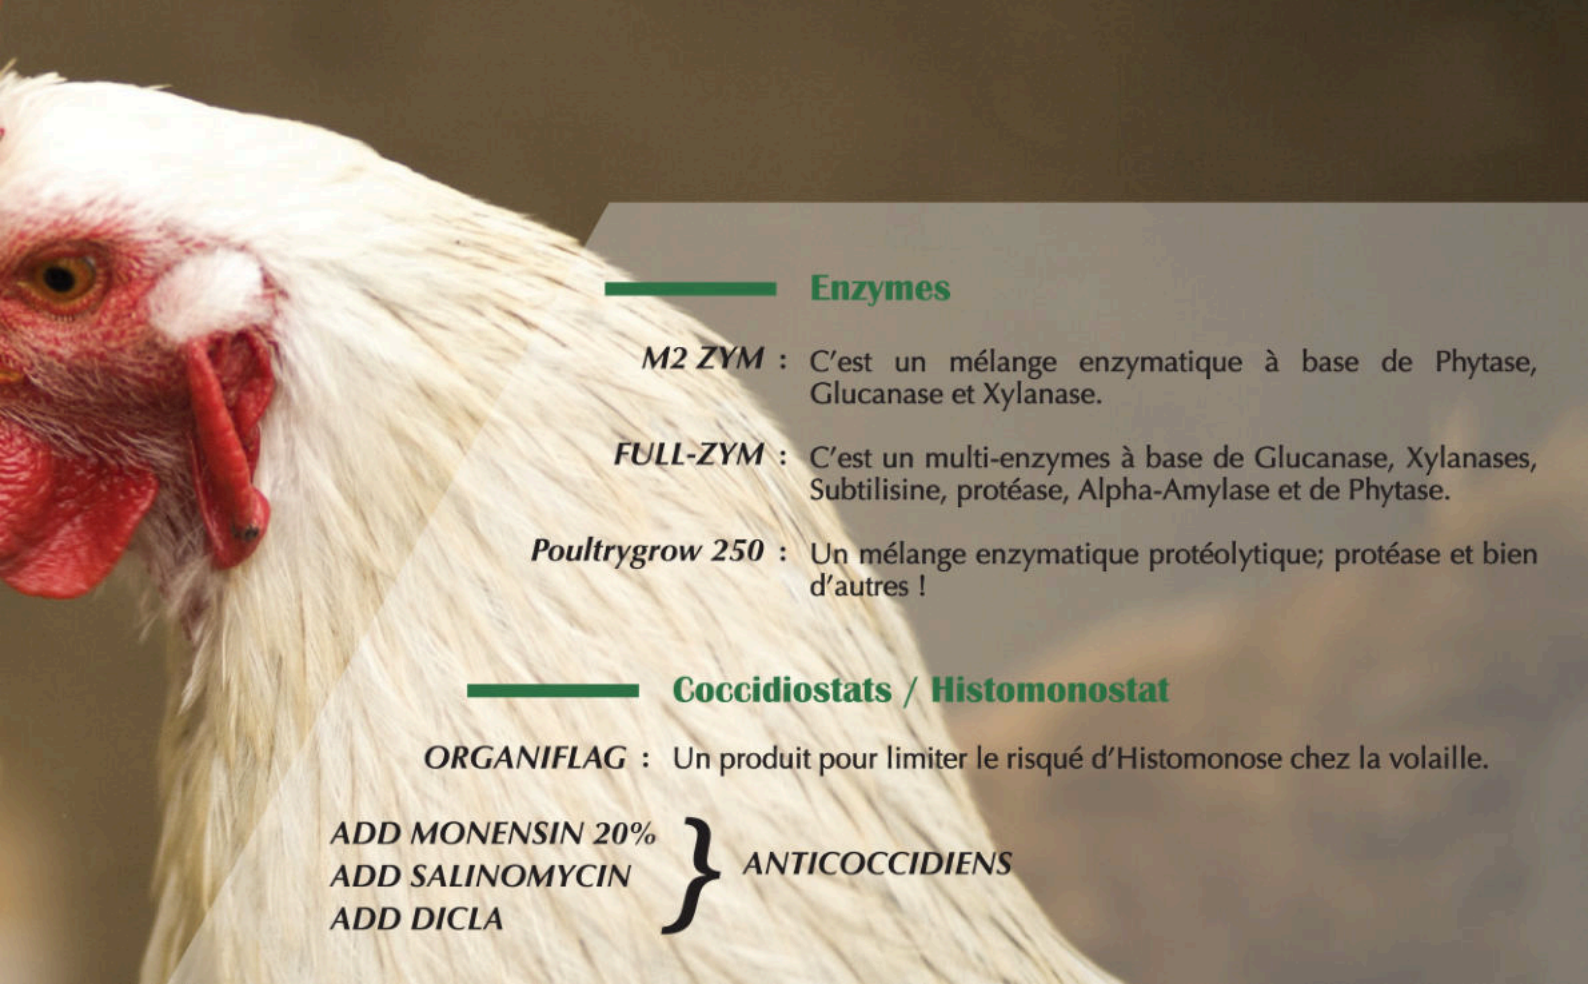 Enzymes
M2 ZYM : C'est un mélange enzymatique à base de Phytase,
Glucanase et Xylanase.
FULL-ZYM : C'est un multi-enzymes à base de Glucanase, Xylanases,
Subtilisine, protéase, Alpha-Amylase et de Phytase.
Poultrygrow 250 : Un mélange enzymatique protéolytique; protéase et bien
d'autres !
Coccidiostats / Histomonostat
ORGANIFLAG : Un produit pour limiter le risqué d'Histomonose chez la volaille.
ADD MONENSIN 20%
ADD SALINOMYCIN
ADD DICLA
} ANTICOCCIDIENS